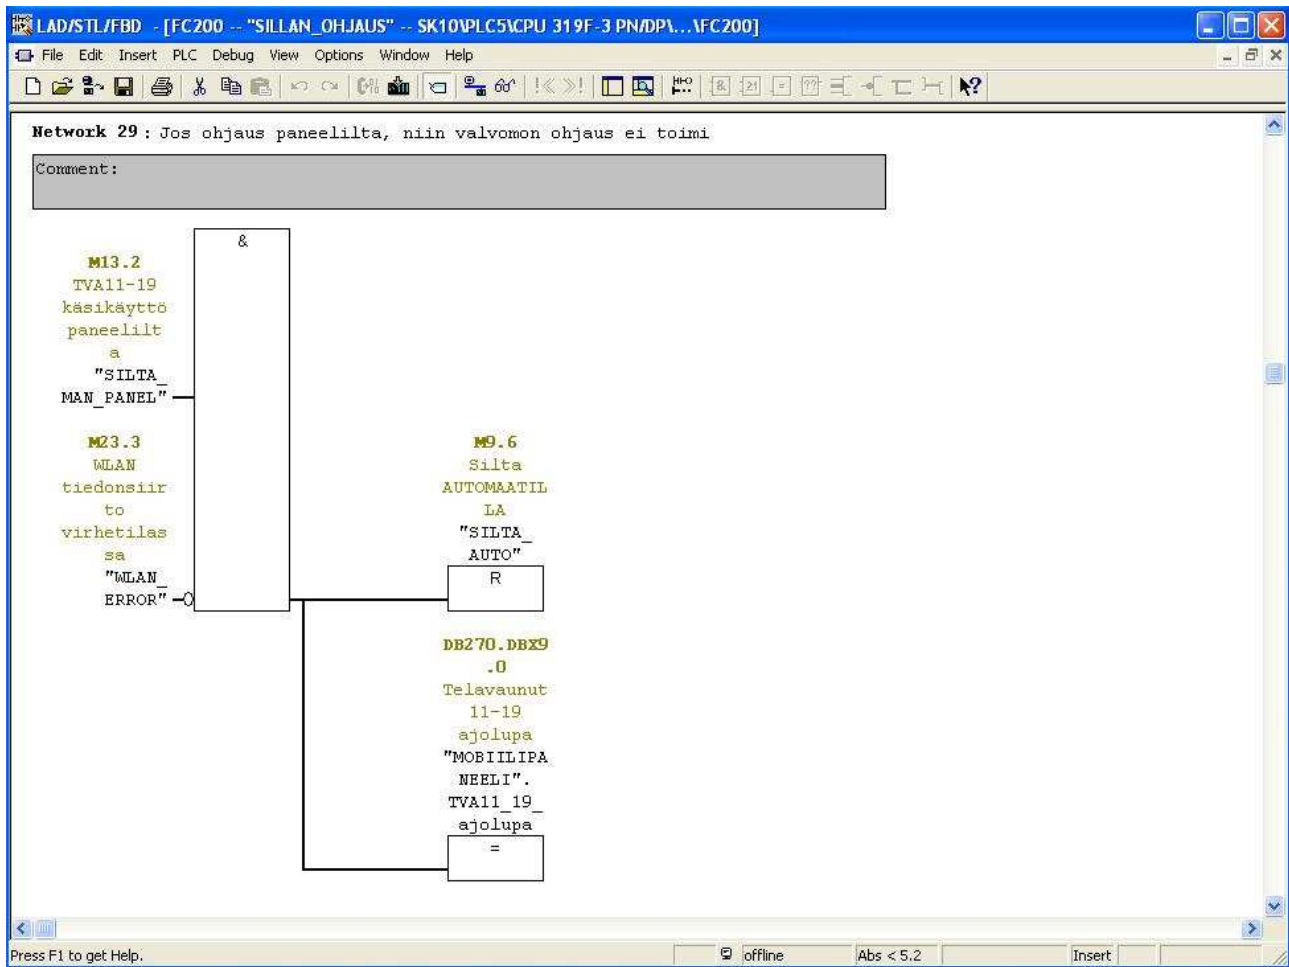 LAD/STL/FBD - [FC200 -- "SILLAN_OHJAUS" -- SK10\PLC5\CPU 319F-3 PN/DP\...\FC200]
File Edit Insert PLC Debug View Options Window Help
Network 29 : Jos ohjaus paneelilta, niin valvomon ohjaus ei toimi
Comment:
&
M13.2
TVA11-19
käsikäyttö
paneelilt
a
"SILTA_
MAN_PANEL"
M23.3
WLAN
tiedonsiir
to
virhetilas
sa
"WLAN_
ERROR"
M9.6
Silta
AUTOMAATIL
LA
"SILTA_
AUTO"
R
DB270.DBX9
.0
Telavaunut
11-19
ajolupa
"MOBIILIPA
NEELI".
TVA11_19_
ajolupa
=
Press F1 to get Help.
offline
Abs < 5.2
Insert